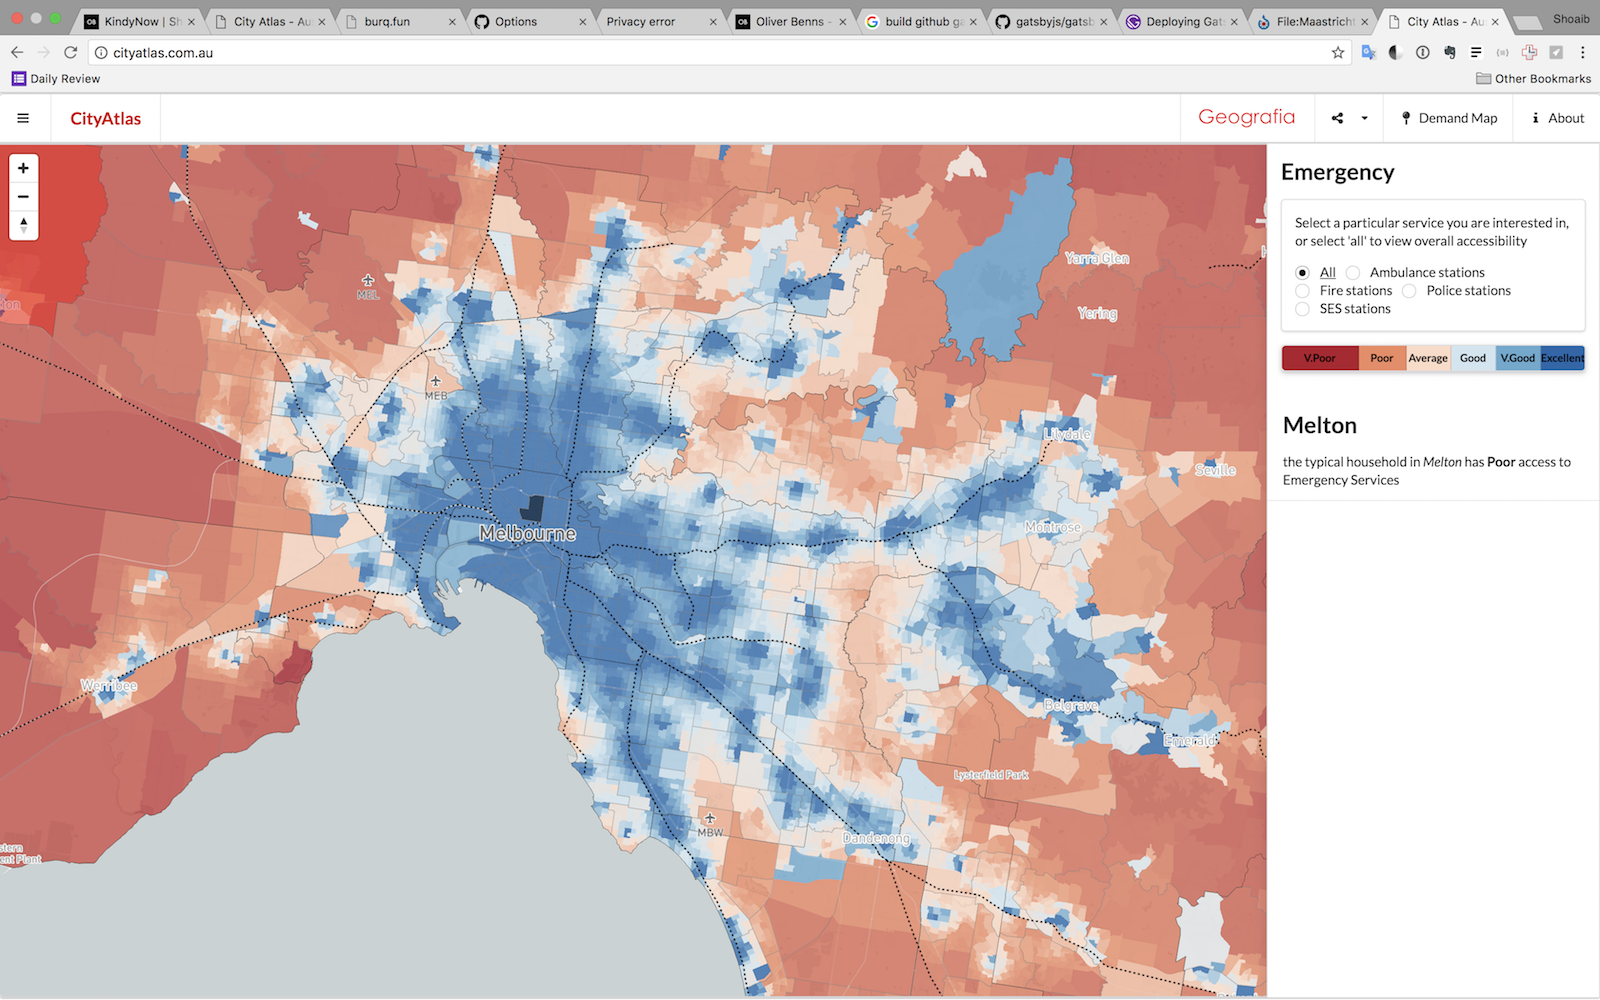 KindyNow | Sh
City Atlas - Aus
burq.fun
Options
Privacy error
Oliver Benns -
build github ga
gatsbyjs/gatsb
Deploying Gats
File:Maastricht
City Atlas - Au
Shoaib
cityatlas.com.au
Daily Review
Other Bookmarks
CityAtlas
Geografia
Demand Map
About
Emergency
Select a particular service you are interested in,
or select 'all' to view overall accessibility
All
Ambulance stations
Fire stations
Police stations
SES stations
V.Poor
Poor
Average
Good
V.Good
Excellent
Melton
the typical household in Melton has Poor access to
Emergency Services
MEL
Yarra Glen
Yering
MEB
Lilydale
Seville
Montrose
Melbourne
Werribee
Belgrave
Emerald
Lysterfield Park
MBW
Dandenong
stern
ent Plant